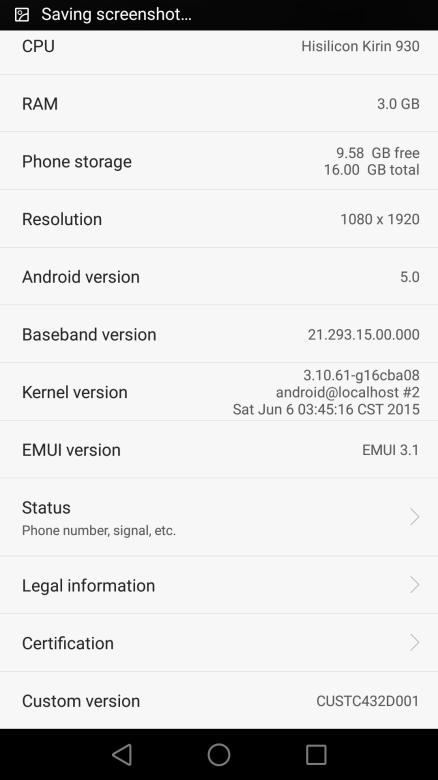 Saving screenshot...
CPU
Hisilicon Kirin 930
RAM
3.0 GB
Phone storage
9.58 GB free
16.00 GB total
Resolution
1080 x 1920
Android version
5.0
Baseband version
21.293.15.00.000
Kernel version
3.10.61-g16cba08
android@localhost #2
Sat Jun 6 03:45:16 CST 2015
EMUI version
EMUI 3.1
Status
Phone number, signal, etc.
Legal information
Certification
Custom version
CUSTC432D001